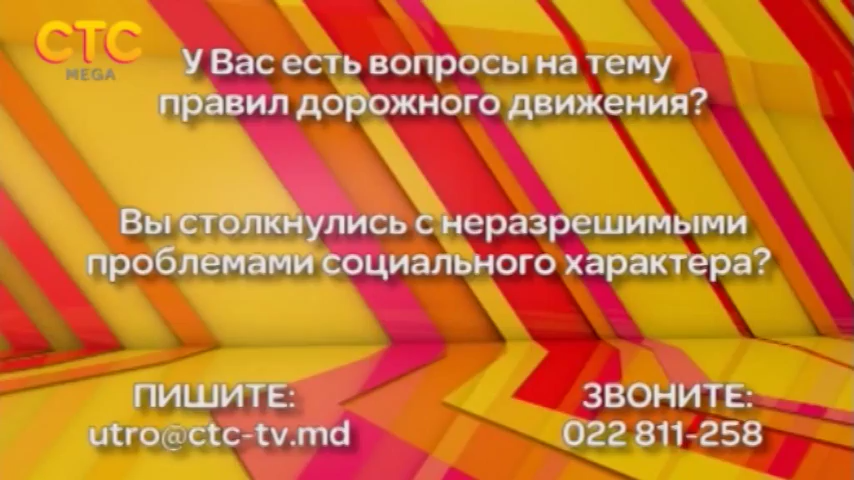 СТС
MEGA
У Вас есть вопросы на тему
правил дорожного движения?
Вы столкнулись с неразрешимыми
проблемами социального характера?
ПИШИТЕ:
utro@ctc-tv.md
ЗВОНИТЕ:
022 811-258